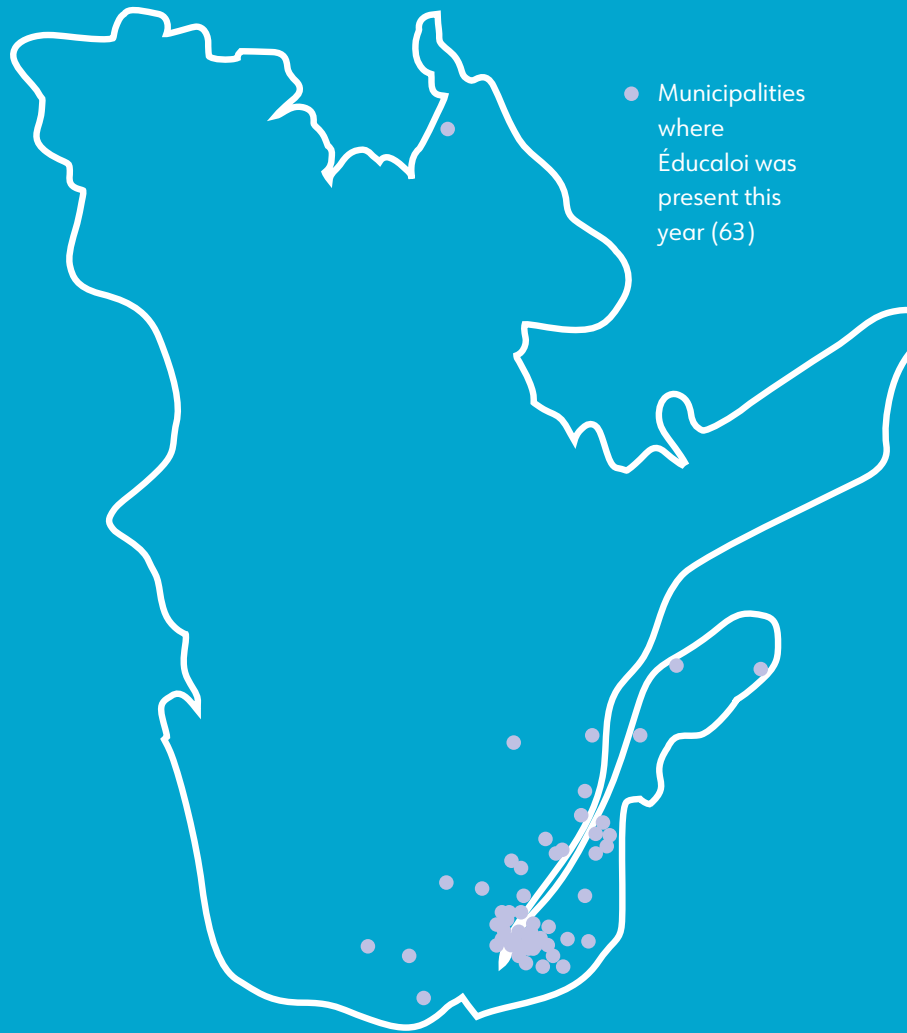 Municipalities
where
Éducaloi was
present this
year (63)